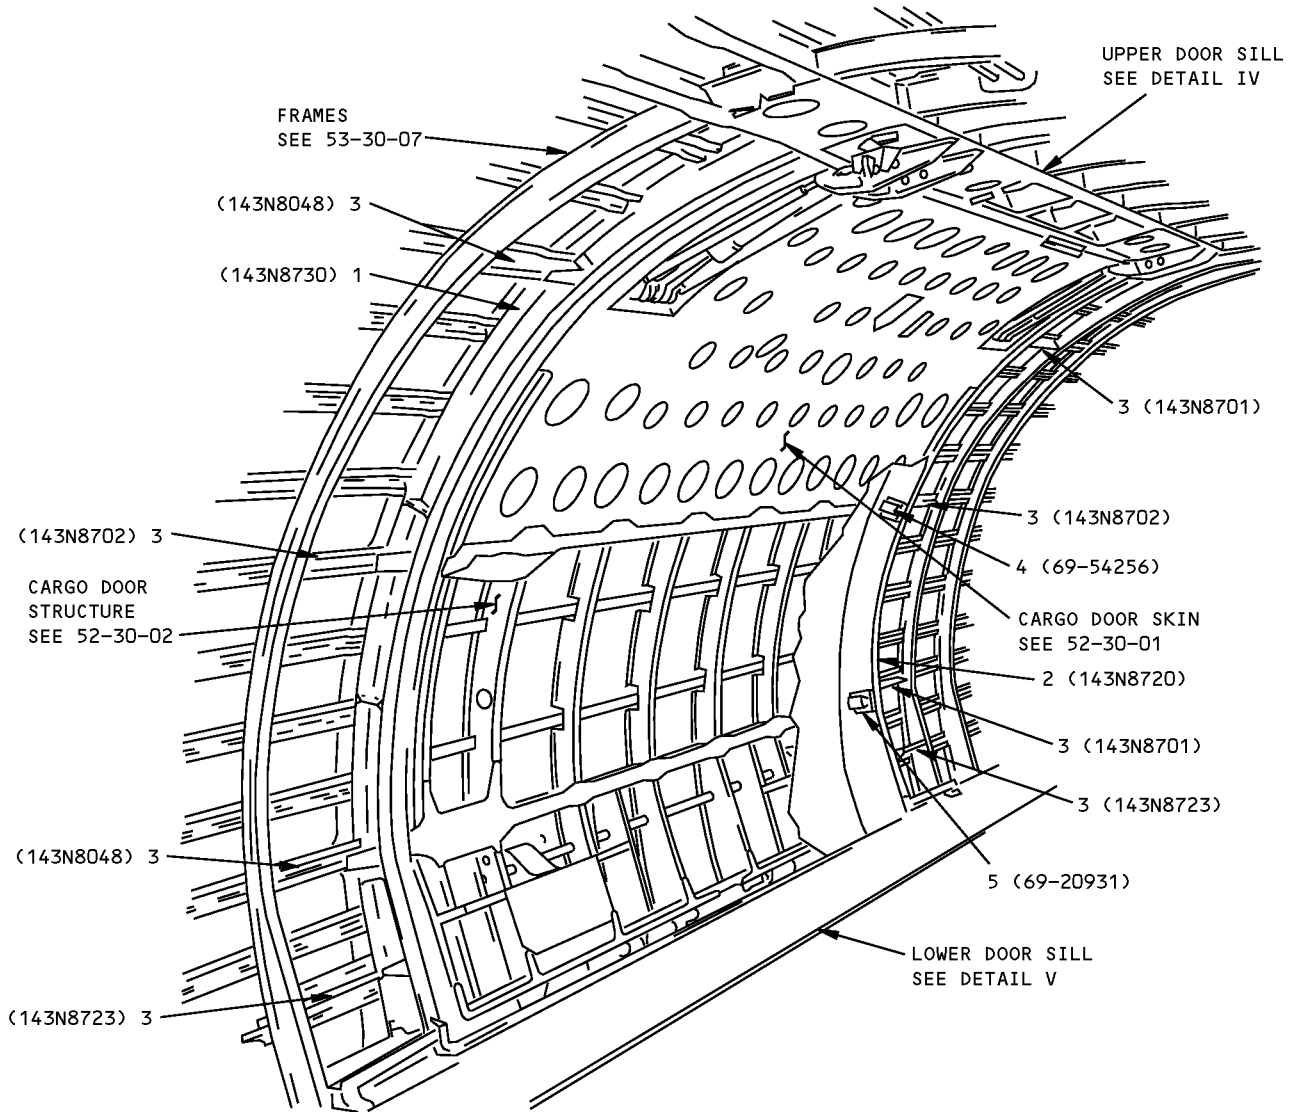 UPPER DOOR SILL
SEE DETAIL IV
FRAMES
SEE 53-30-07
(143N8048) 3
(143N8730) 1
3 (143N8701)
(143N8702) 3
3 (143N8702)
4 (69-54256)
CARGO DOOR
STRUCTURE
SEE 52-30-02
CARGO DOOR SKIN
SEE 52-30-01
2 (143N8720)
3 (143N8701)
3 (143N8723)
(143N8048) 3
5 (69-20931)
LOWER DOOR SILL
SEE DETAIL V
(143N8723) 3